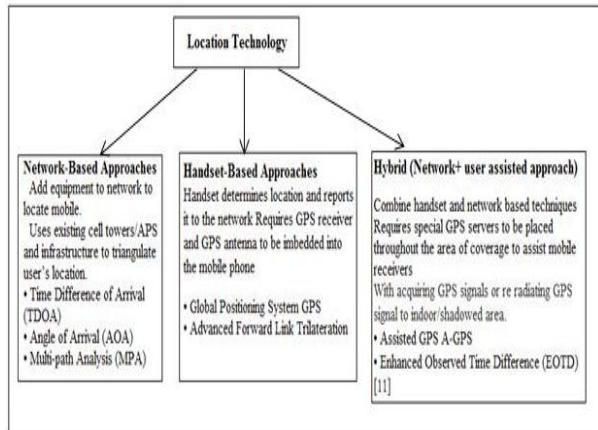 Location Technology
Network-Based Approaches
Add equipment to network to
locate mobile.
Uses existing cell towers/APS
and infrastructure to triangulate
user's location.
• Time Difference of Arrival
(TDOA)
• Angle of Arrival (AOA)
• Multi-path Analysis (MPA)
Handset-Based Approaches
Handset determines location and reports
it to the network Requires GPS receiver
and GPS antenna to be imbedded into
the mobile phone
• Global Positioning System GPS
• Advanced Forward Link Trilateration
Hybrid (Network+ user assisted approach)
Combine handset and network based techniques
Requires special GPS servers to be placed
throughout the area of coverage to assist mobile
receivers
With acquiring GPS signals or re radiating GPS
signal to indoor/shadowed area.
• Assisted GPS A-GPS
• Enhanced Observed Time Difference (EOTD)
[11]